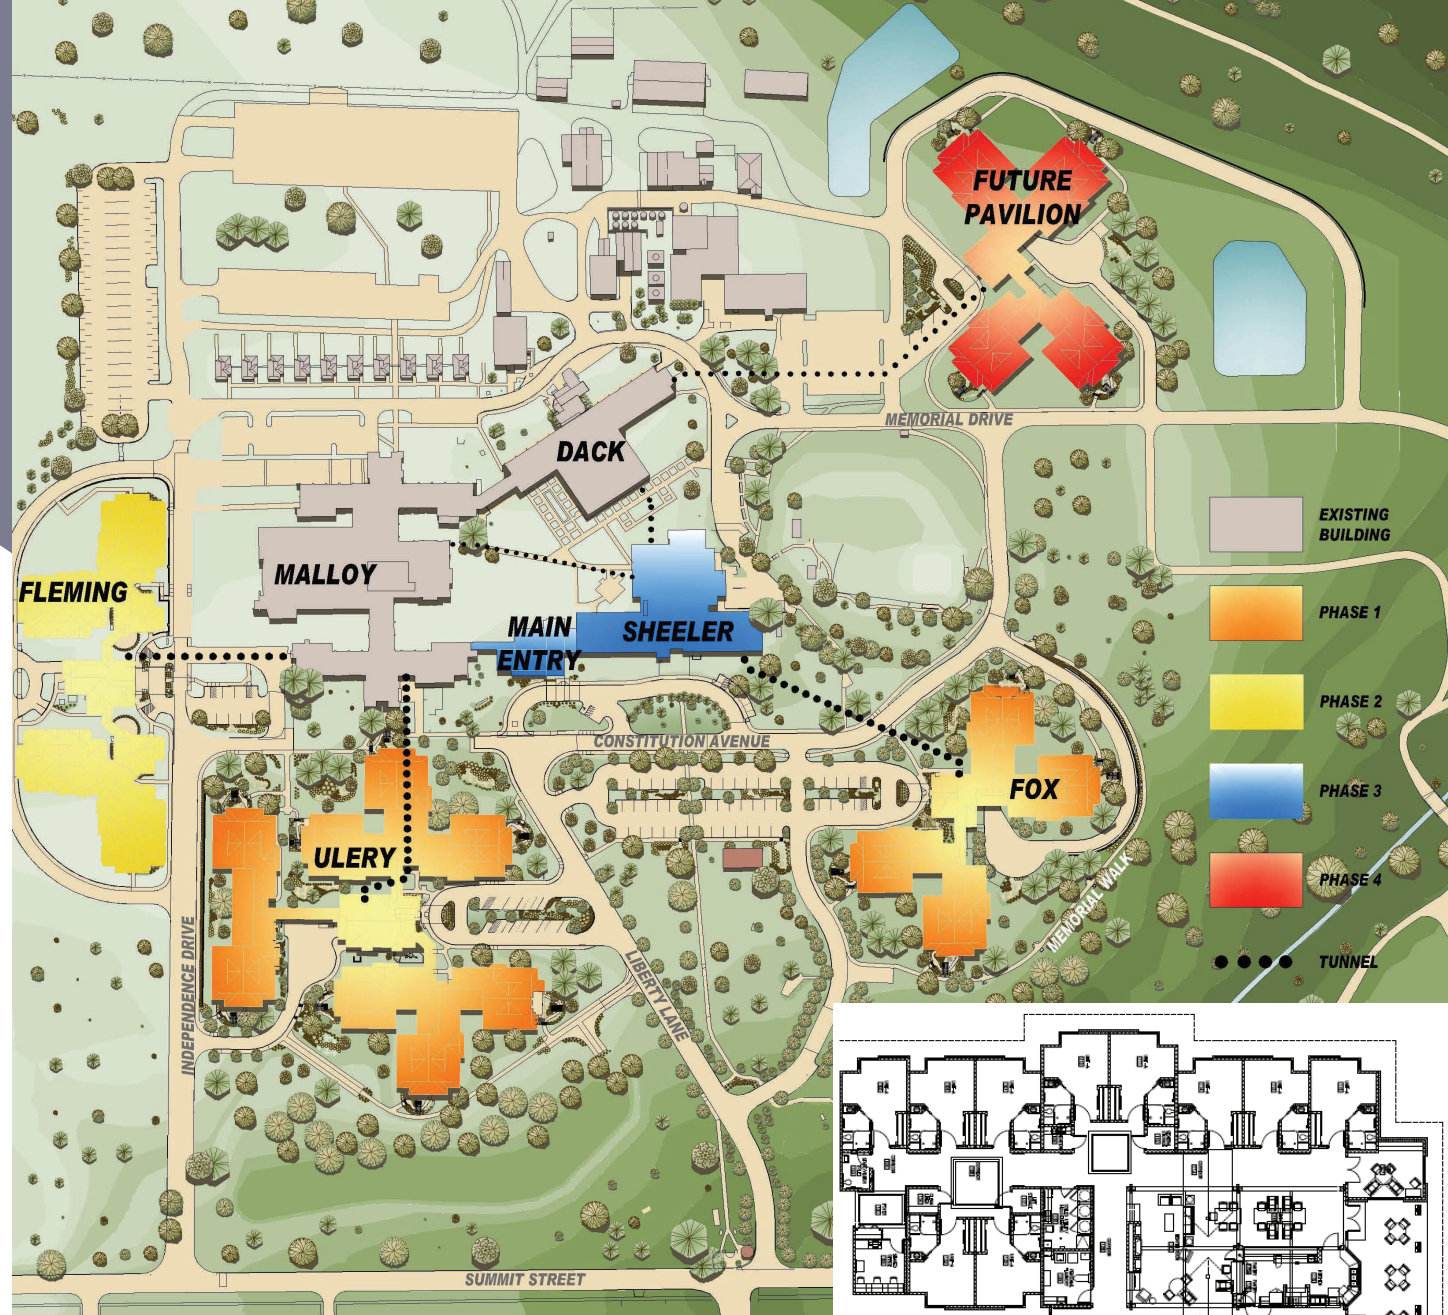 FUTURE
PAVILION
MEMORIAL DRIVE
DACK
EXISTING
BUILDING
MALLOY
FLEMING
PHASE 1
MAIN
ENTRY
SHEELER
PHASE 2
CONSTITUTION AVENUE
FOX
PHASE 3
ULERY
PHASE 4
MEMORIAL WALK
INDEPENDENCE DRIVE
LIBERTY LANE
TUNNEL
SUMMIT STREET